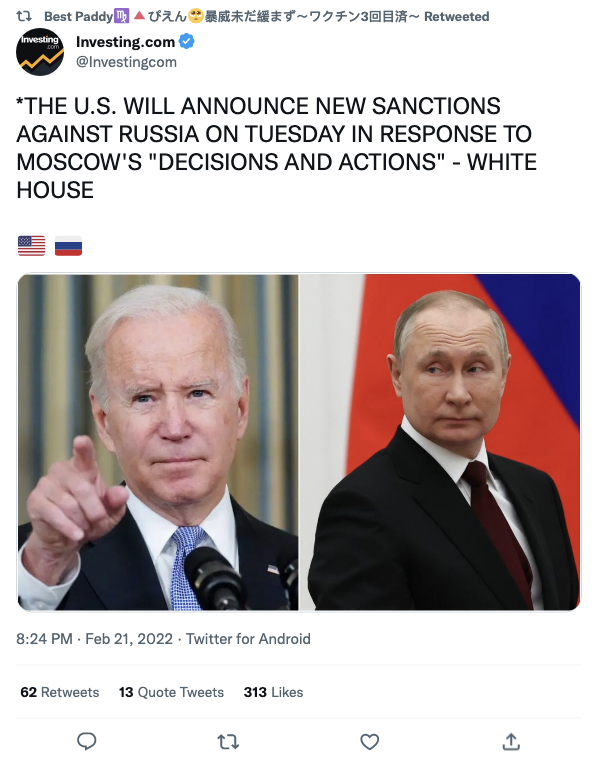 Best Paddy♍🔺ぴえん🥺暴威未だ緩まず〜ワクチン3回目済〜 Retweeted
Investing
.com
Investing.com
@Investingcom
*THE U.S. WILL ANNOUNCE NEW SANCTIONS
AGAINST RUSSIA ON TUESDAY IN RESPONSE TO
MOSCOW'S "DECISIONS AND ACTIONS" - WHITE
HOUSE
🇺🇸 🇷🇺
8:24 PM · Feb 21, 2022 · Twitter for Android
62 Retweets 13 Quote Tweets 313 Likes